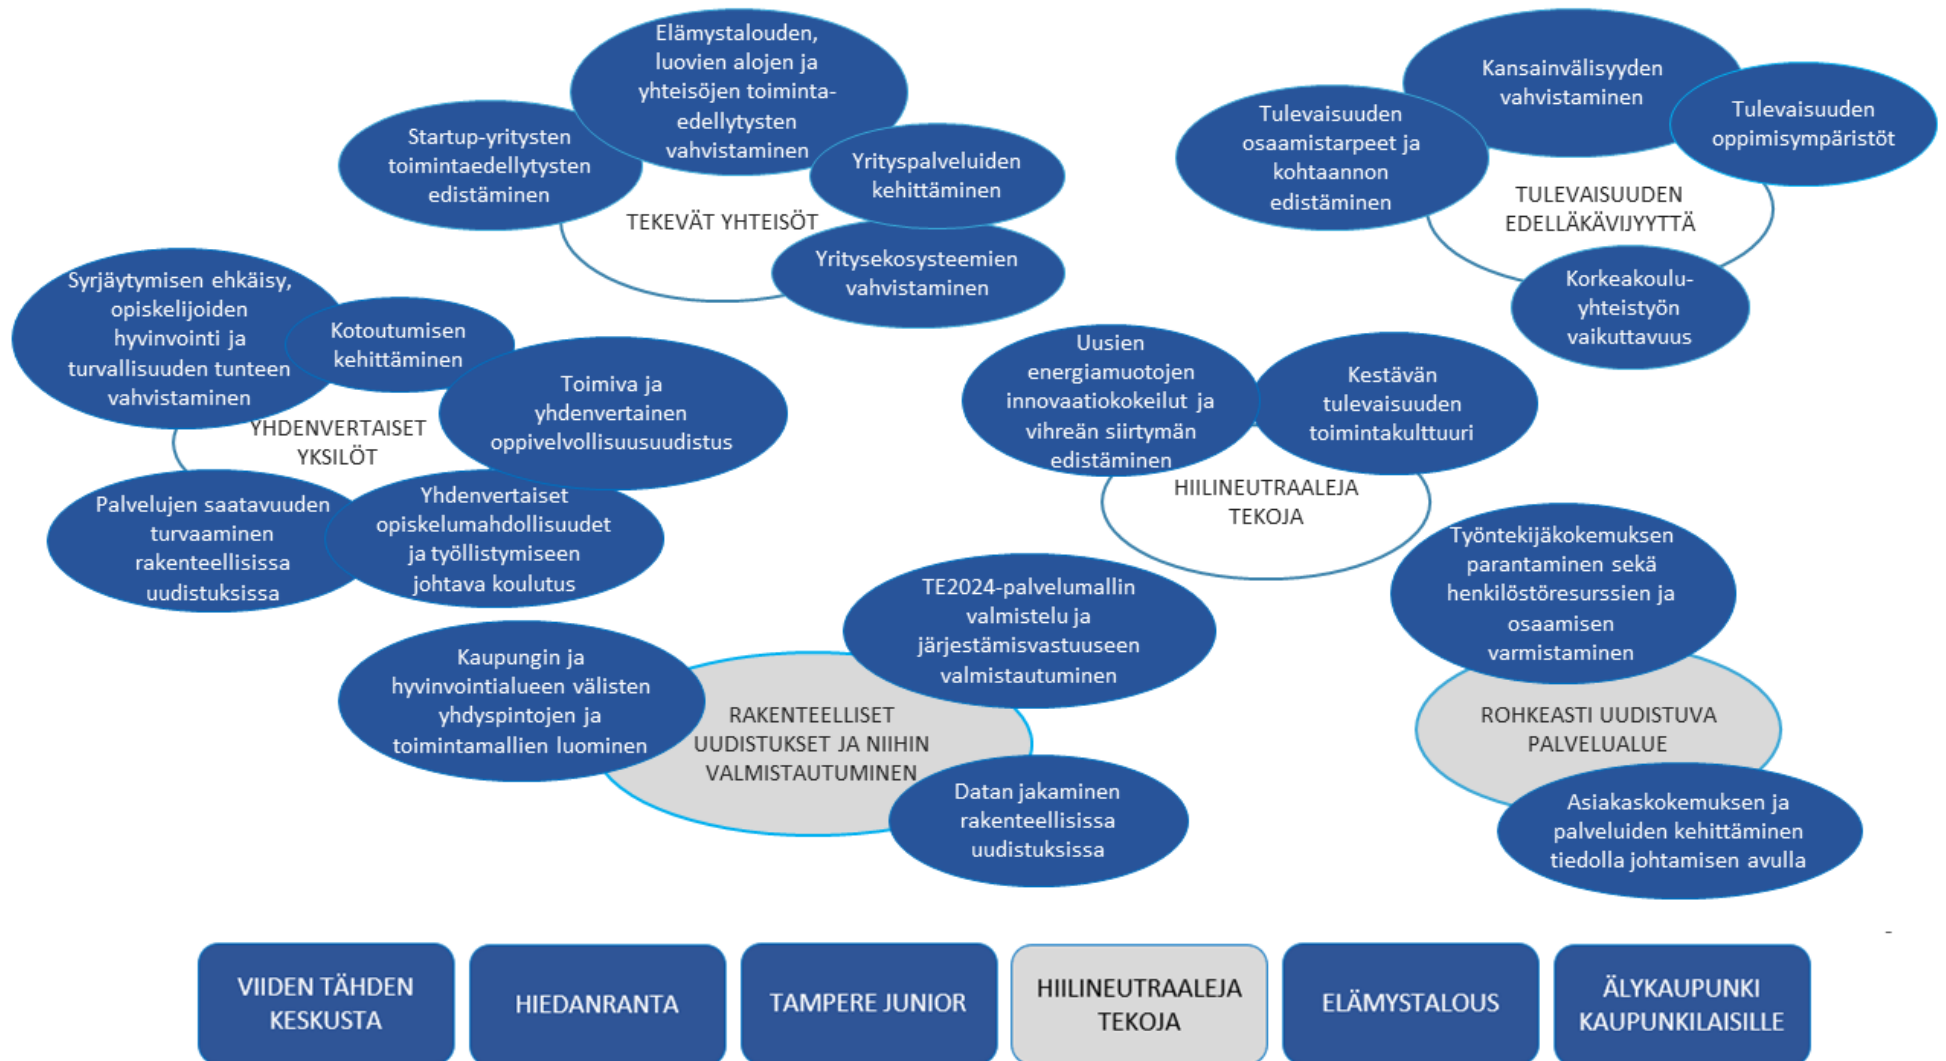 Elämystalouden,
luovien alojen ja
yhteisöjen toiminta-
edellytysten
vahvistaminen
Startup-yritysten
toimintaedellytysten
edistäminen
Yrityspalveluiden
kehittäminen
TEKEVÄT YHTEISÖT
Yritysekosysteemien
vahvistaminen
Kansainvälisyyden
vahvistaminen
Tulevaisuuden
osaamistarpeet ja
kohtaannon
edistäminen
Tulevaisuuden
oppimisympäristöt
TULEVAISUUDEN
EDELLÄKÄVIJYYTTÄ
Korkeakoulu-
yhteistyön
vaikuttavuus
Syrjäytymisen ehkäisy,
opiskelijoiden
hyvinvointi ja
turvallisuuden tunteen
vahvistaminen
Kotoutumisen
kehittäminen
Toimiva ja
yhdenvertainen
oppivelvollisuusuudistus
YHDENVERTAISET
YKSILÖT
Palvelujen saatavuuden
turvaaminen
rakenteellisissa
uudistuksissa
Yhdenvertaiset
opiskelumahdollisuudet
ja työllistymiseen
johtava koulutus
Uusien
energiamuotojen
innovaatiokokeilut ja
vihreän siirtymän
edistäminen
Kestävän
tulevaisuuden
toimintakulttuuri
HIILINEUTRAALEJA
TEKOJA
Kaupungin ja
hyvinvointialueen välisten
yhdyspintojen ja
toimintamallien luominen
TE2024-palvelumallin
valmistelu ja
järjestämisvastuuseen
valmistautuminen
RAKENTEELLISET
UUDISTUKSET JA NIIHIN
VALMISTAUTUMINEN
Datan jakaminen
rakenteellisissa
uudistuksissa
Työntekijäkokemuksen
parantaminen sekä
henkilöstöresurssien ja
osaamisen
varmistaminen
ROHKEASTI UUDISTUVA
PALVELUALUE
Asiakaskokemuksen ja
palveluiden kehittäminen
tiedolla johtamisen avulla
VIIDEN TÄHDEN
KESKUSTA
HIEDANRANTA
TAMPERE JUNIOR
HIILINEUTRAALEJA
TEKOJA
ELÄMYSTALOUS
ÄLYKAUPUNKI
KAUPUNKILAISILLE